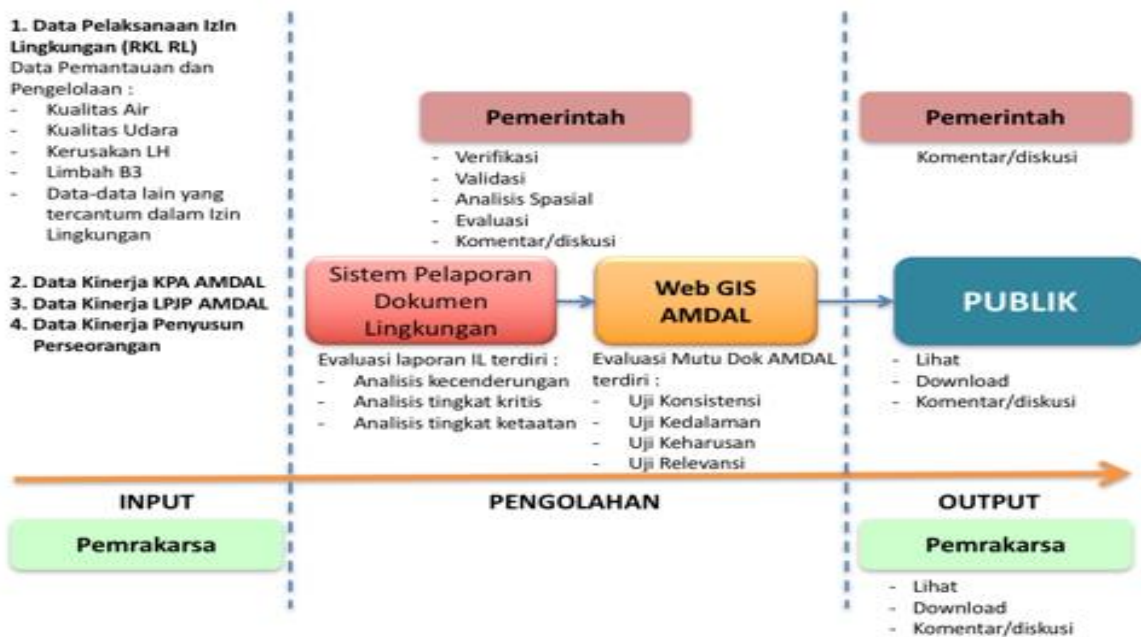 1. Data Pelaksanaan IzIn
Lingkungan (RKL RL)
Data Pemantauan dan
Pengelolaan :
- Kualitas Air
- Kualitas Udara
- Kerusakan LH
- Limbah B3
- Data-data lain yang
tercantum dalam Izin
Lingkungan
2. Data Kinerja KPA AMDAL
3. Data Kinerja LPJP AMDAL
4. Data Kinerja Penyusun
Perseorangan
Pemerintah
- Verifikasi
- Validasi
- Analisis Spasial
- Evaluasi
- Komentar/diskusi
Sistem Pelaporan
Dokumen
Lingkungan
Evaluasi laporan IL terdiri :
- Analisis kecenderungan
- Analisis tingkat kritis
- Analisis tingkat ketaatan
Web GIS
AMDAL
Evaluasi Mutu Dok AMDAL
terdiri :
- Uji Konsistensi
- Uji Kedalaman
- Uji Keharusan
- Uji Relevansi
Pemerintah
Komentar/diskusi
PUBLIK
- Lihat
- Download
- Komentar/diskusi
INPUT
PENGOLAHAN
OUTPUT
Pemrakarsa
Pemrakarsa
- Lihat
- Download
- Komentar/diskusi